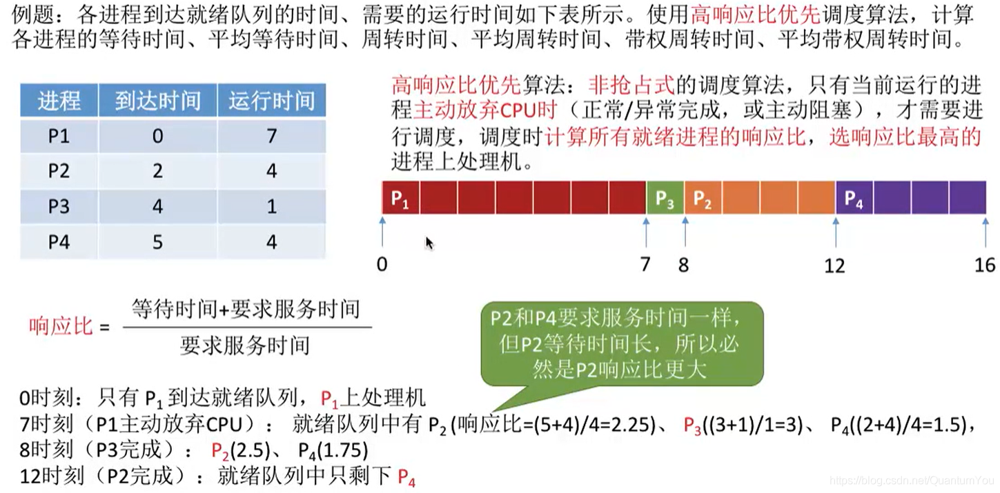 例题：各进程到达就绪队列的时间、需要的运行时间如下表所示。使用高响应比优先调度算法，计算
各进程的等待时间、平均等待时间、周转时间、平均周转时间、带权周转时间、平均带权周转时间。
进程 到达时间 运行时间
P1 0 7
P2 2 4
P3 4 1
P4 5 4
高响应比优先算法：非抢占式的调度算法，只有当前运行的进
程主动放弃CPU时（正常/异常完成，或主动阻塞），才需要进
行调度，调度时计算所有就绪进程的响应比，选响应比最高的
进程上处理机。
P1 P3 P2 P4
0 7 8 12 16
响应比 = 等待时间+要求服务时间
要求服务时间
P2和P4要求服务时间一样，
但P2等待时间长，所以必
然是P2响应比更大
0时刻：只有 P1 到达就绪队列，P1上处理机
7时刻（P1主动放弃CPU）： 就绪队列中有 P2 (响应比=(5+4)/4=2.25)、 P3((3+1)/1=3)、 P4((2+4)/4=1.5)，
8时刻（P3完成）： P2(2.5)、 P4(1.75)
12时刻（P2完成）：就绪队列中只剩下 P4
https://blog.csdn.net/QuantumYou